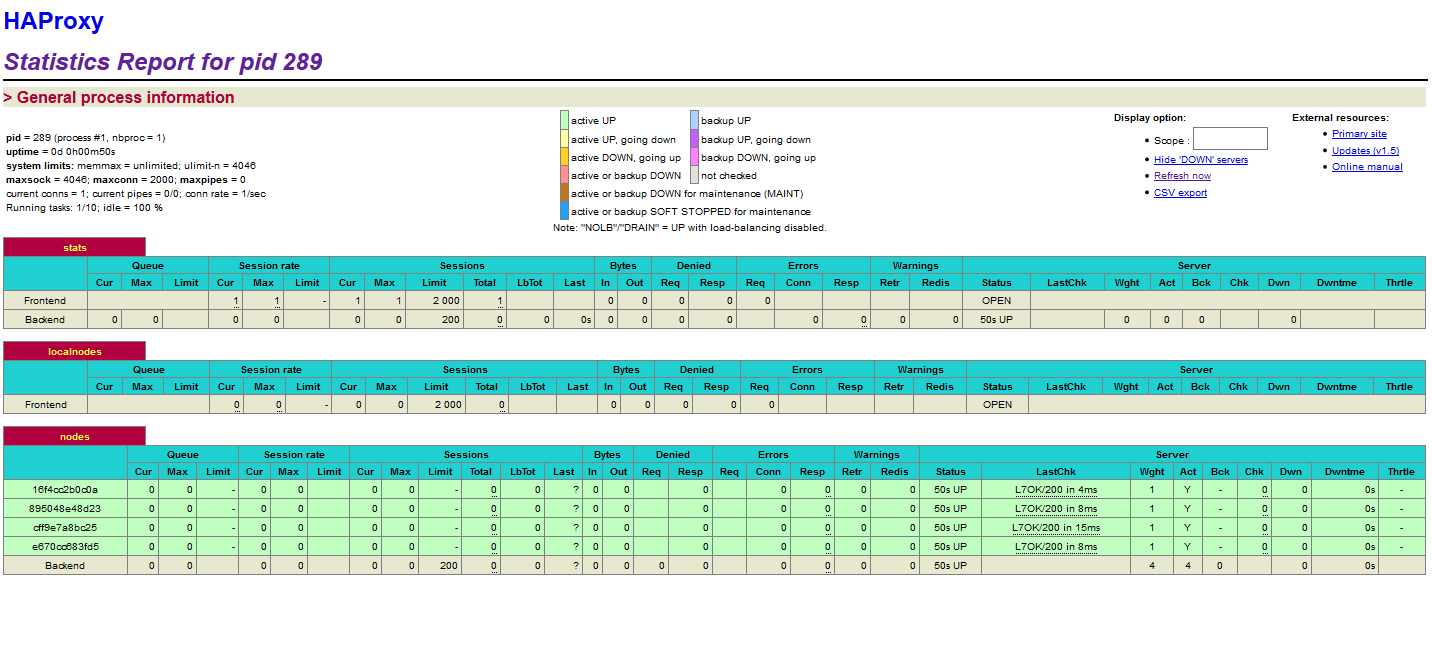 HAProxy
Statistics Report for pid 289
> General process information
pid = 289 (process #1, nbproc = 1)
uptime = 0d 0h00m50s
system limits: memmax = unlimited; ulimit-n = 4046
maxsock = 4046; maxconn = 2000; maxpipes = 0
current conns = 1; current pipes = 0/0; conn rate = 1/sec
Running tasks: 1/10; idle = 100 %
active UP backup UP
active UP, going down backup UP, going down
active DOWN, going up backup DOWN, going up
active or backup DOWN not checked
active or backup DOWN for maintenance (MAINT)
active or backup SOFT STOPPED for maintenance
Note: "NOLB"/"DRAIN" = UP with load-balancing disabled.
Display option:
• Scope :
• Hide 'DOWN' servers
• Refresh now
• CSV export
External resources:
• Primary site
• Updates (v1.5)
• Online manual
stats
Queue Session rate Sessions Bytes Denied Errors Warnings Server
Cur Max Limit Cur Max Limit Cur Max Limit Total LbTot Last In Out Req Resp Req Conn Resp Retr Redis Status LastChk Wght Act Bck Chk Dwn Dwntme Thrtle
Frontend 1 1 - 1 1 2 000 1 0 0 0 0 0 OPEN
Backend 0 0 0 0 0 0 200 0 0 0s 0 0 0 0 0 0 0 0 50s UP 0 0 0 0
localnodes
Queue Session rate Sessions Bytes Denied Errors Warnings Server
Cur Max Limit Cur Max Limit Cur Max Limit Total LbTot Last In Out Req Resp Req Conn Resp Retr Redis Status LastChk Wght Act Bck Chk Dwn Dwntme Thrtle
Frontend 0 0 - 0 0 2 000 0 0 0 0 0 0 OPEN
nodes
Queue Session rate Sessions Bytes Denied Errors Warnings Server
Cur Max Limit Cur Max Limit Cur Max Limit Total LbTot Last In Out Req Resp Req Conn Resp Retr Redis Status LastChk Wght Act Bck Chk Dwn Dwntme Thrtle
16f4cc2b0c0a 0 0 - 0 0 0 0 - 0 0 ? 0 0 0 0 0 0 0 50s UP L7OK/200 in 4ms 1 Y - 0 0 0s -
895048e48d23 0 0 - 0 0 0 0 - 0 0 ? 0 0 0 0 0 0 0 50s UP L7OK/200 in 8ms 1 Y - 0 0 0s -
cff9e7a8bc25 0 0 - 0 0 0 0 - 0 0 ? 0 0 0 0 0 0 0 50s UP L7OK/200 in 15ms 1 Y - 0 0 0s -
e670cc683fd5 0 0 - 0 0 0 0 - 0 0 ? 0 0 0 0 0 0 0 50s UP L7OK/200 in 8ms 1 Y - 0 0 0s -
Backend 0 0 0 0 0 0 200 0 0 ? 0 0 0 0 0 0 0 0 50s UP 4 4 0 0 0s